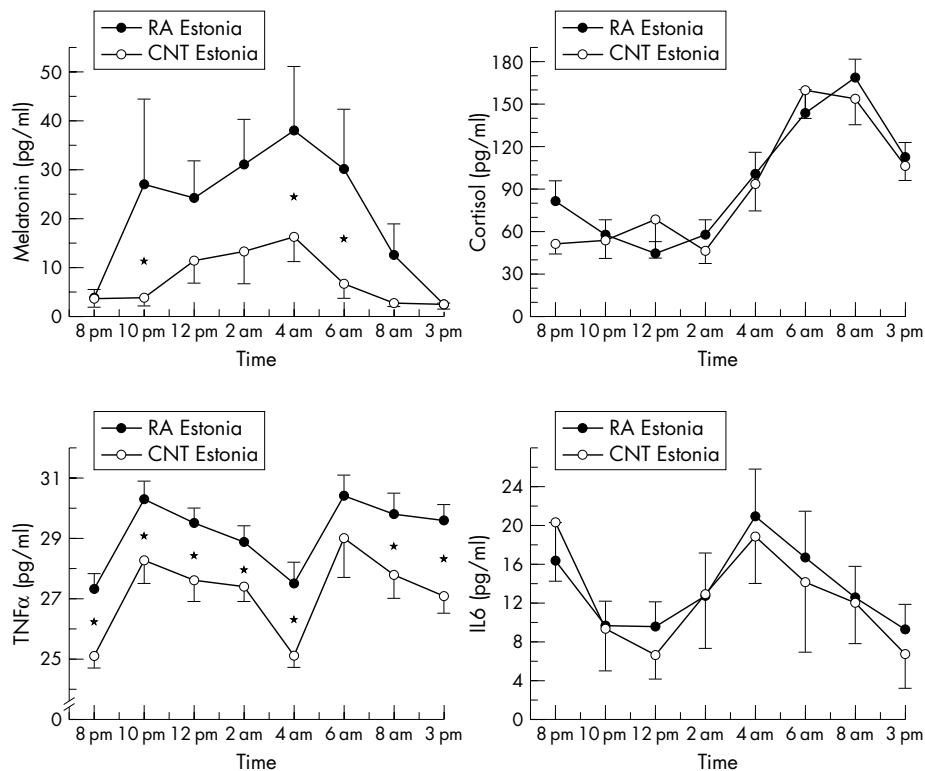 RA Estonia
CNT Estonia
Melatonin (pg/ml)
50
40
30
20
10
0
8 pm 10 pm 12 pm 2 am 4 am 6 am 8 am 3 pm
Time
RA Estonia
CNT Estonia
Cortisol (pg/ml)
180
150
120
90
60
30
0
8 pm 10 pm 12 pm 2 am 4 am 6 am 8 am 3 pm
Time
RA Estonia
CNT Estonia
TNFα (pg/ml)
31
29
27
25
0
8 pm 10 pm 12 pm 2 am 4 am 6 am 8 am 3 pm
Time
RA Estonia
CNT Estonia
IL6 (pg/ml)
24
20
16
12
8
4
0
8 pm 10 pm 12 pm 2 am 4 am 6 am 8 am 3 pm
Time